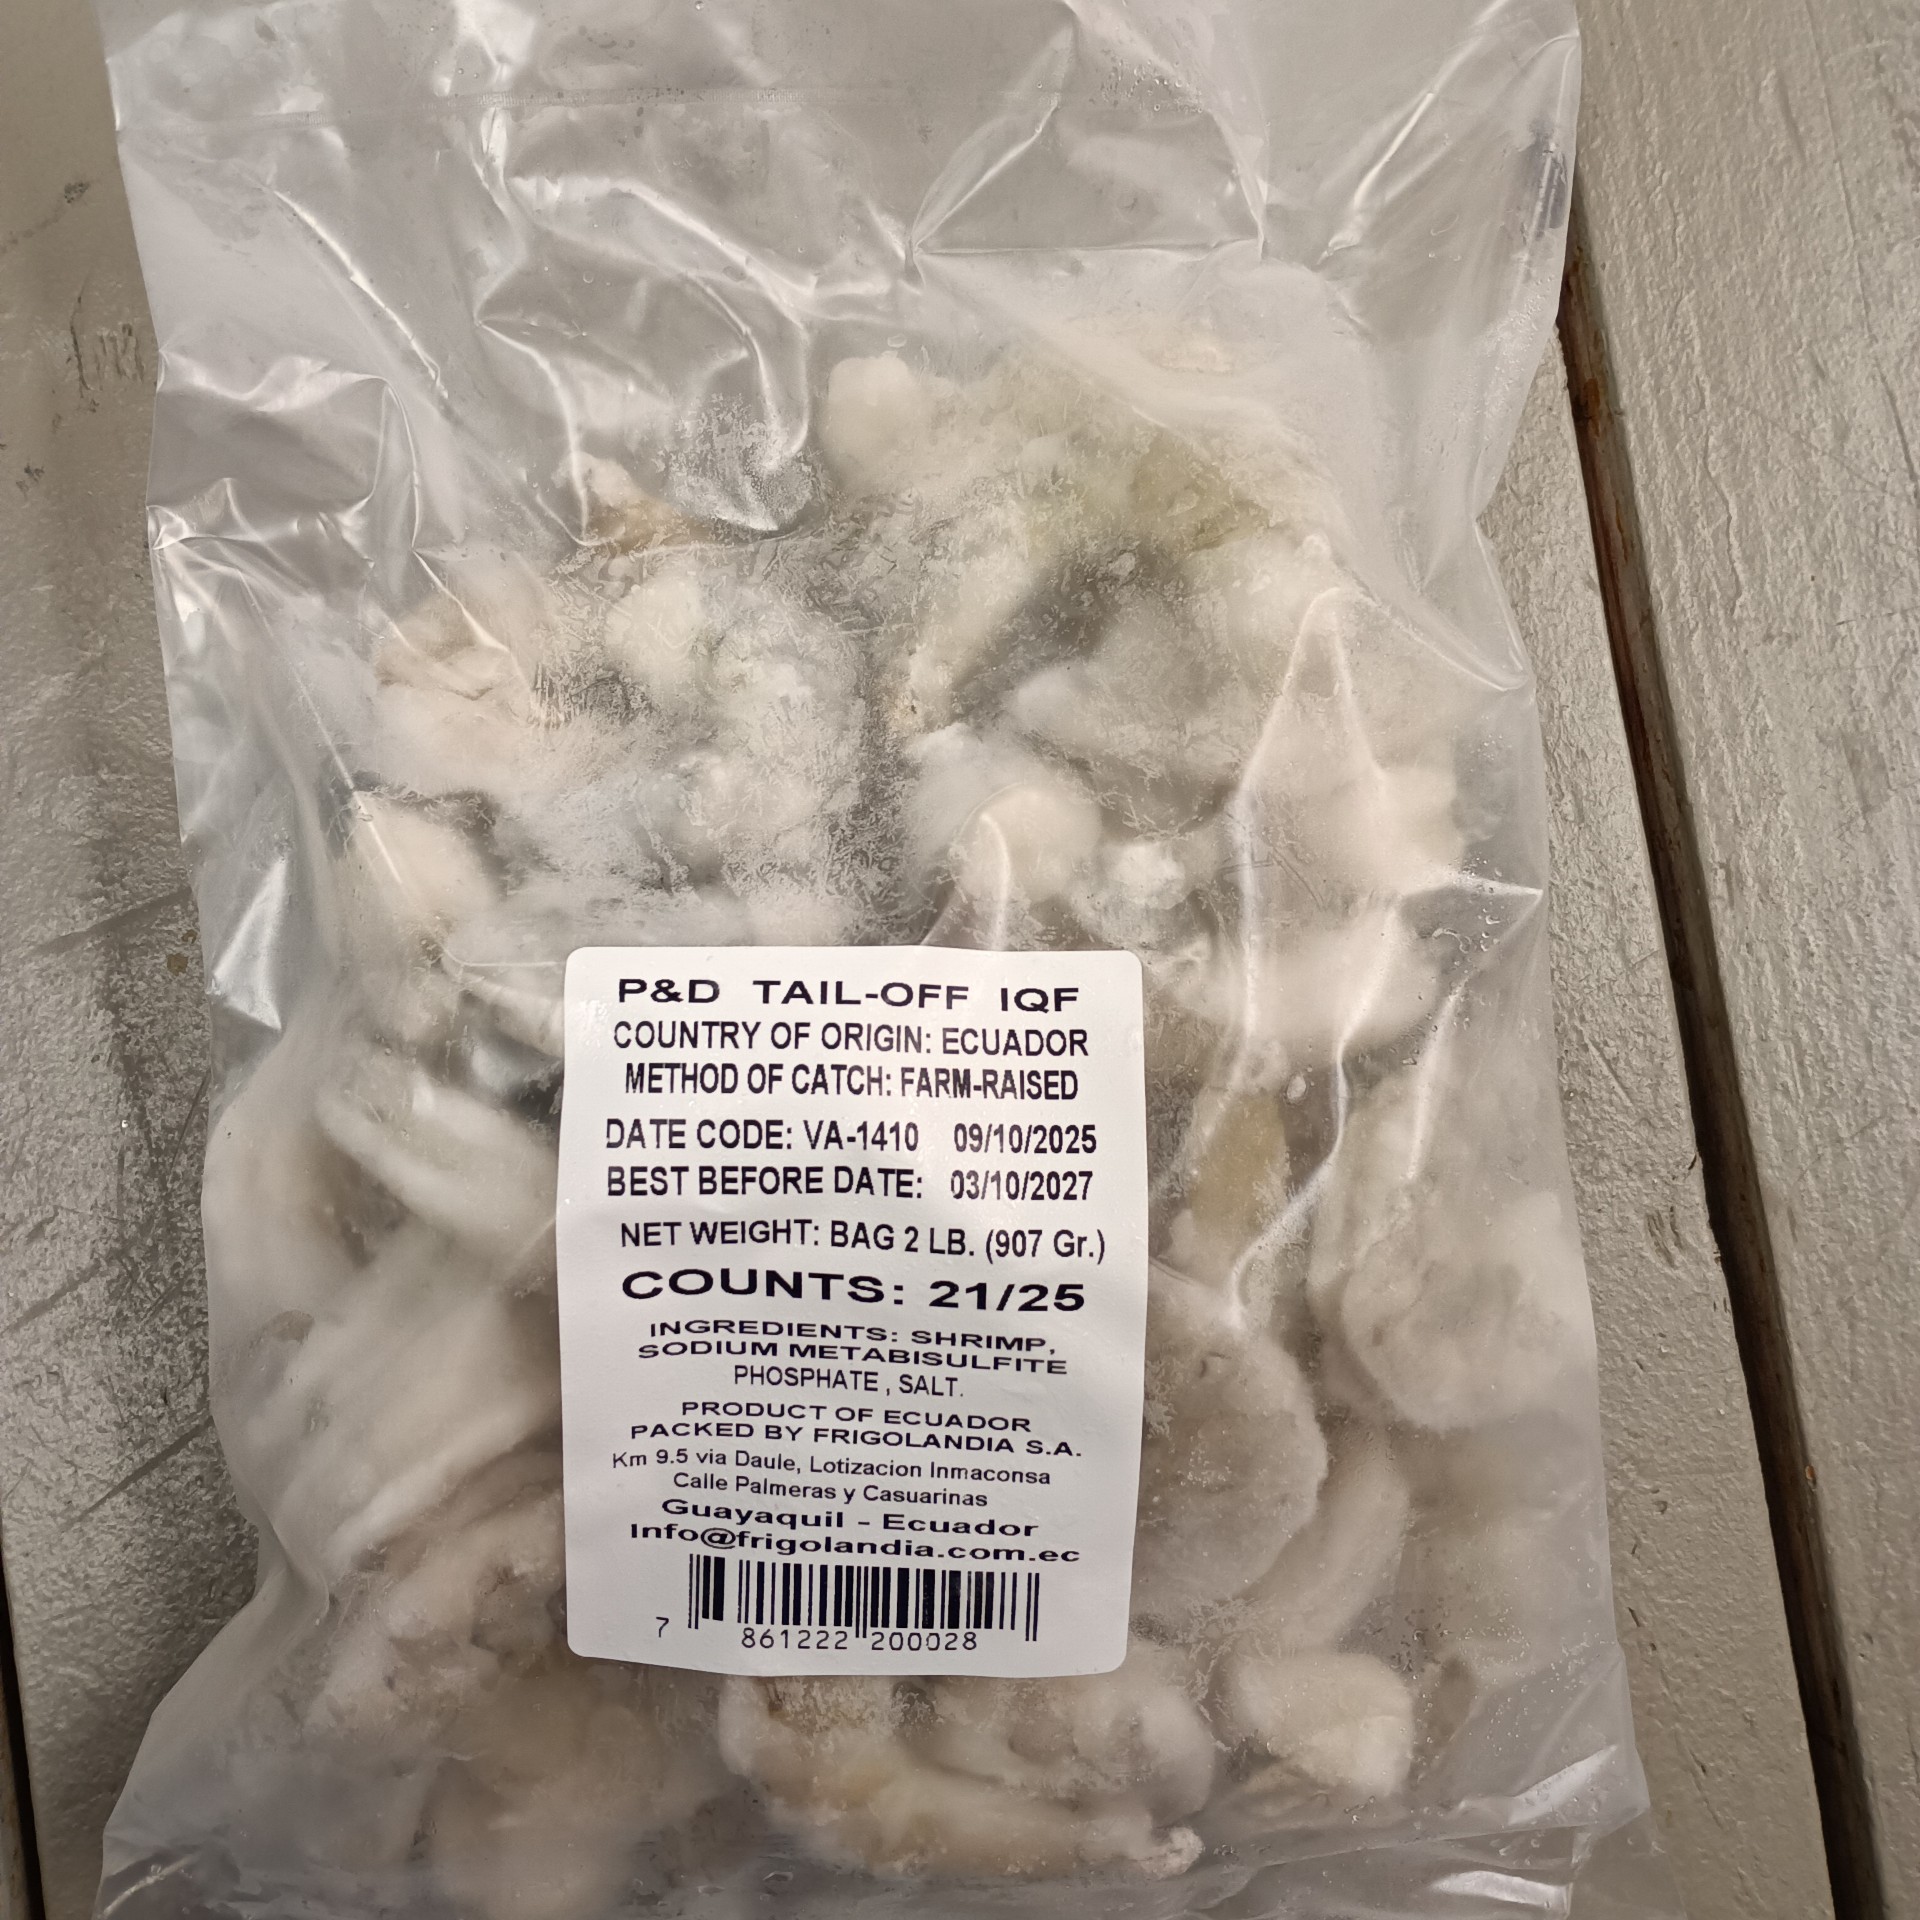 P&D TAIL-OFF IQF
COUNTRY OF ORIGIN: ECUADOR
METHOD OF CATCH: FARM-RAISED
DATE CODE: VA-1410 09/10/2025
BEST BEFORE DATE: 03/10/2027
NET WEIGHT: BAG 2 LB. (907 Gr.)
COUNTS: 21/25
INGREDIENTS: SHRIMP,
SODIUM METABISULFITE
PHOSPHATE , SALT.
PRODUCT OF ECUADOR
PACKED BY FRIGOLANDIA S.A.
Km 9.5 via Daule, Lotizacion Inmaconsa
Calle Palmeras y Casuarinas
Guayaquil - Ecuador
Info@frigolandia.com.ec
7 861222 200028